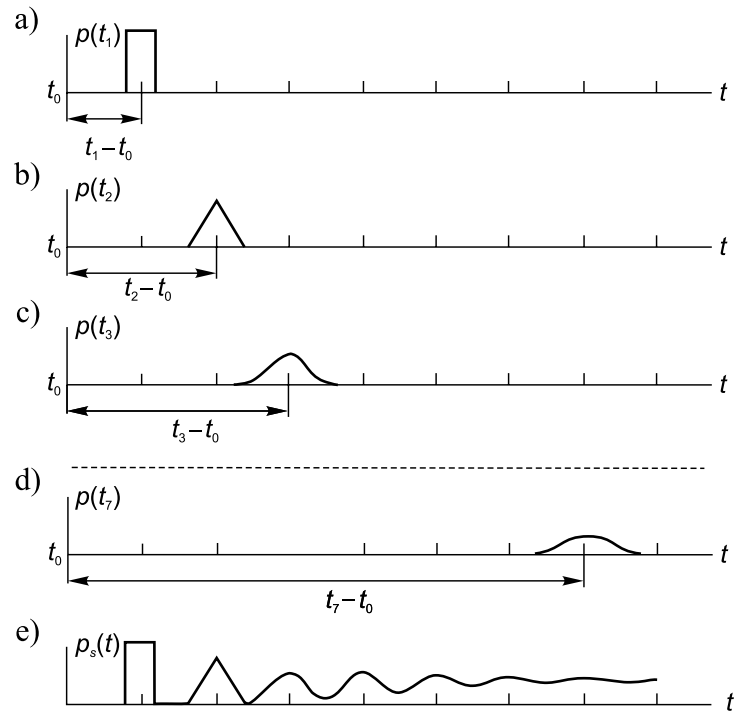 a)
p(t₁)
t₀
t
t₁ – t₀
b)
p(t₂)
t₀
t
t₂ – t₀
c)
p(t₃)
t₀
t
t₃ – t₀
d)
p(t₇)
t₀
t
t₇ – t₀
e)
pₛ(t)
t